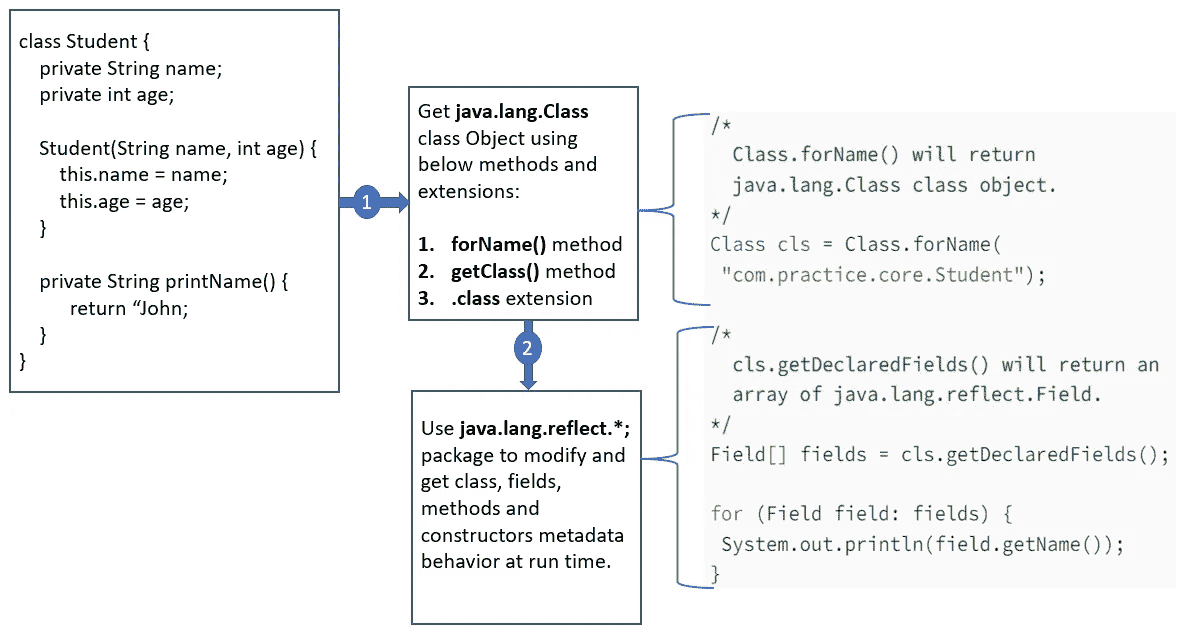 class Student {
private String name;
private int age;
Student(String name, int age) {
this.name = name;
this.age = age;
}
private String printName() {
return “John;
}
}
1
Get java.lang.Class
class Object using
below methods and
extensions:
1. forName() method
2. getClass() method
3. .class extension
/*
Class.forName() will return
java.lang.Class class object.
*/
Class cls = Class.forName(
"com.practice.core.Student");
2
Use java.lang.reflect.*;
package to modify and
get class, fields,
methods and
constructors metadata
behavior at run time.
/*
cls.getDeclaredFields() will return an
array of java.lang.reflect.Field.
*/
Field[] fields = cls.getDeclaredFields();
for (Field field: fields) {
System.out.println(field.getName());
}